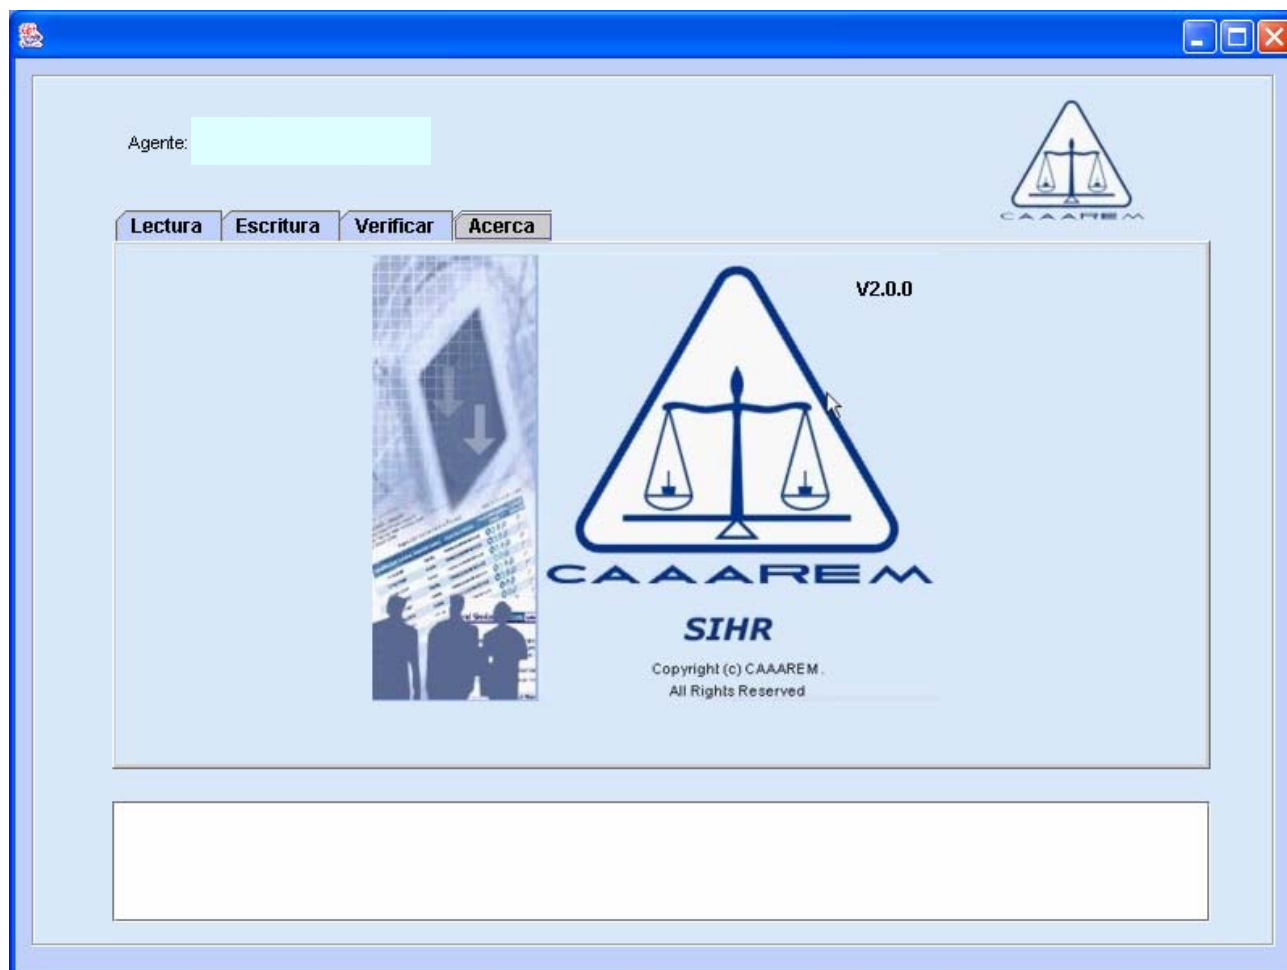 Agente:
CAAAREM
Lectura Escritura Verificar Acerca
V2.0.0
CAAAREM
SIHR
Copyright (c) CAAAREM.
All Rights Reserved